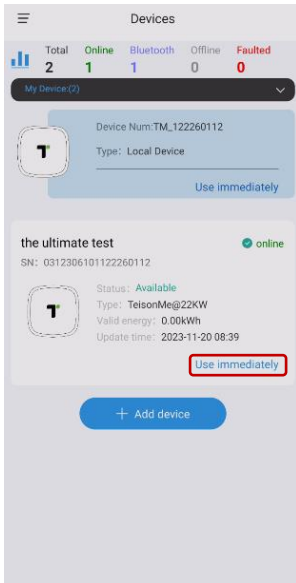 Devices
Total Online Bluetooth Offline Faulted
2 1 1 0 0
My Device:(2)
Device Num:TM_122260112
Type: Local Device
Use immediately
the ultimate test
online
SN: 0312306101122260112
Status: Available
Type: TeisonMe@22KW
Valid energy: 0.00kWh
Update time: 2023-11-20 08:39
Use immediately
+ Add device